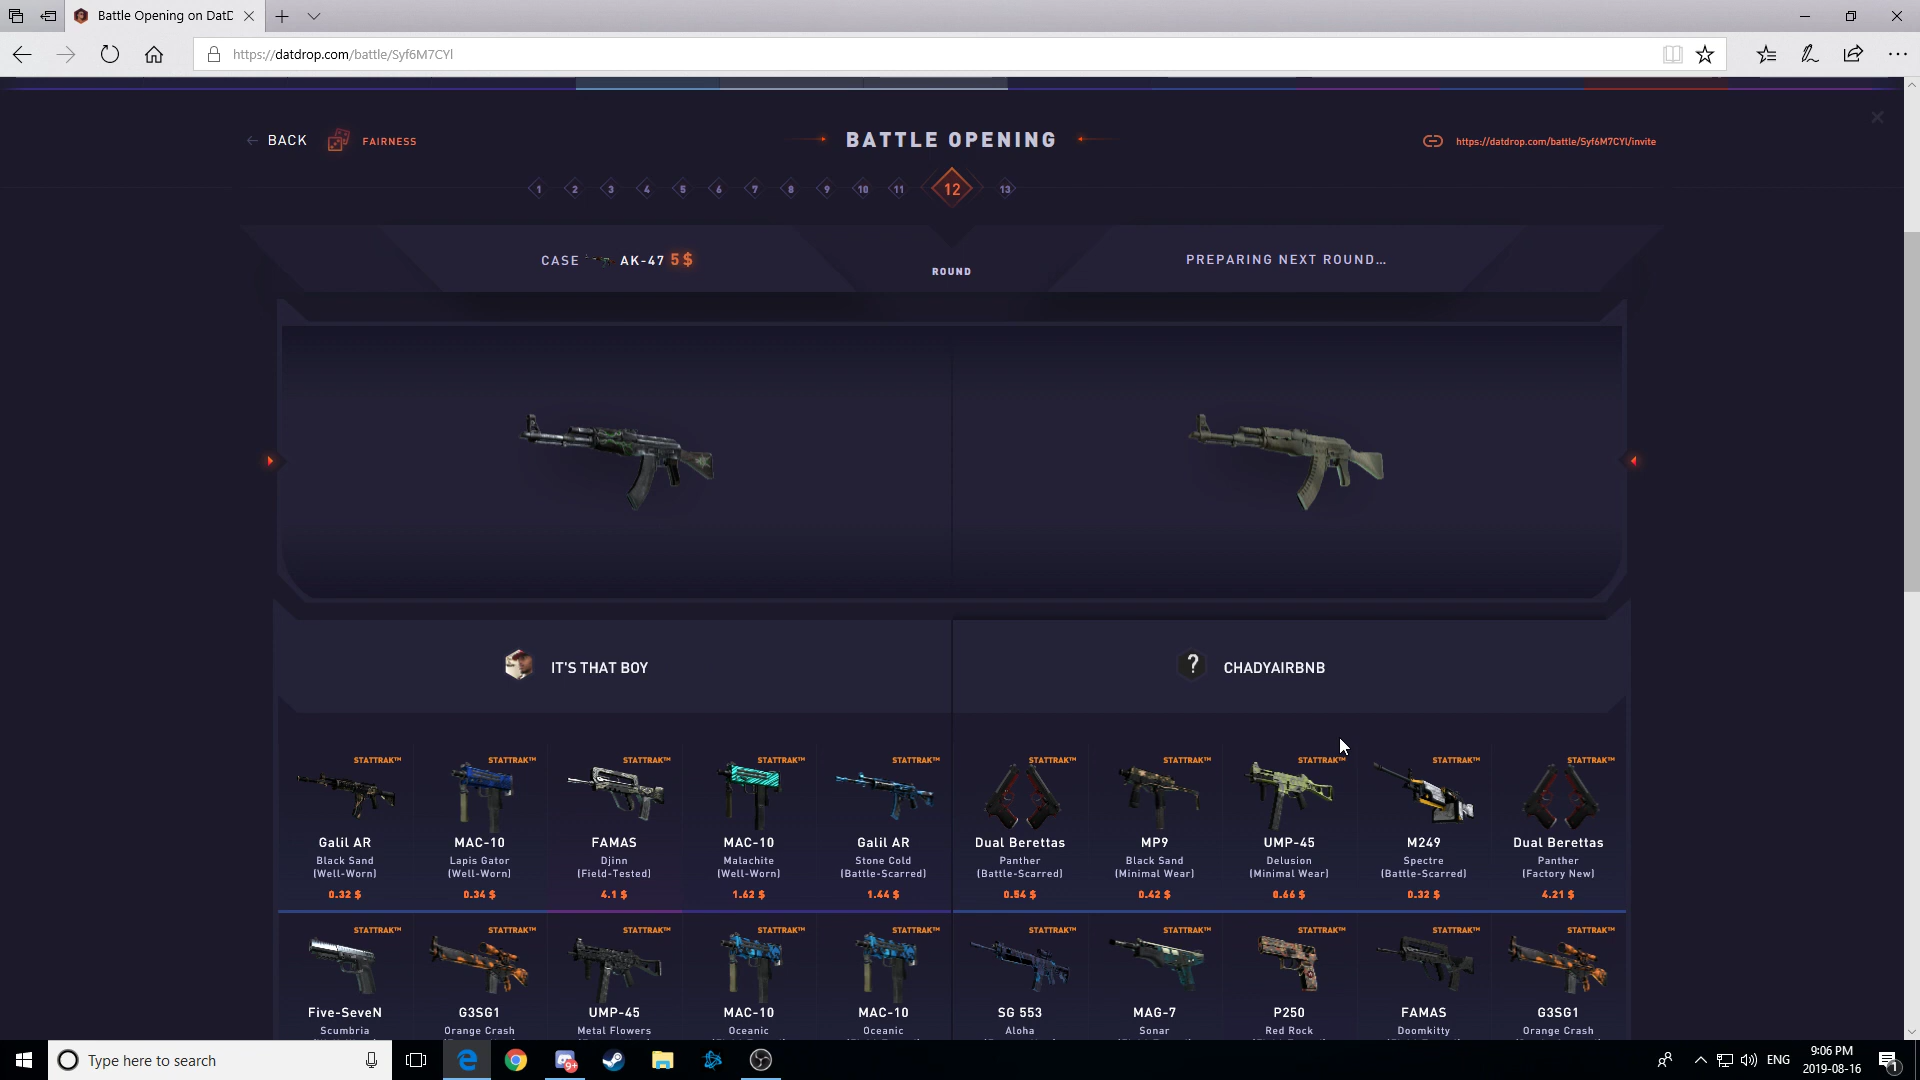 Battle Opening on DatD
https://datdrop.com/battle/Syf6M7CYl
BACK
FAIRNESS
BATTLE OPENING
https://datdrop.com/battle/Syf6M7CYl/invite
1 2 3 4 5 6 7 8 9 10 11 12 13
CASE AK-47 5 $
ROUND
PREPARING NEXT ROUND...
IT'S THAT BOY
? CHADYAIRBNB
STATTRAK™ STATTRAK™ STATTRAK™ STATTRAK™ STATTRAK™ STATTRAK™ STATTRAK™ STATTRAK™ STATTRAK™ STATTRAK™
Galil AR MAC-10 FAMAS MAC-10 Galil AR Dual Berettas MP9 UMP-45 M249 Dual Berettas
Black Sand Lapis Gator Djinn Malachite Stone Cold Panther Black Sand Delusion Spectre Panther
(Well-Worn) (Well-Worn) (Field-Tested) (Well-Worn) (Battle-Scarred) (Battle-Scarred) (Minimal Wear) (Minimal Wear) (Battle-Scarred) (Factory New)
0.32 $ 0.34 $ 4.1 $ 1.62 $ 1.44 $ 0.54 $ 0.42 $ 0.66 $ 0.32 $ 4.21 $
STATTRAK™ STATTRAK™ STATTRAK™ STATTRAK™ STATTRAK™ STATTRAK™ STATTRAK™ STATTRAK™ STATTRAK™ STATTRAK™
Five-SeveN G3SG1 UMP-45 MAC-10 MAC-10 SG 553 MAG-7 P250 FAMAS G3SG1
Scumbria Orange Crash Metal Flowers Oceanic Oceanic Aloha Sonar Red Rock Doomkitty Orange Crash
Type here to search
9+
ENG
9:06 PM
2019-08-16
1